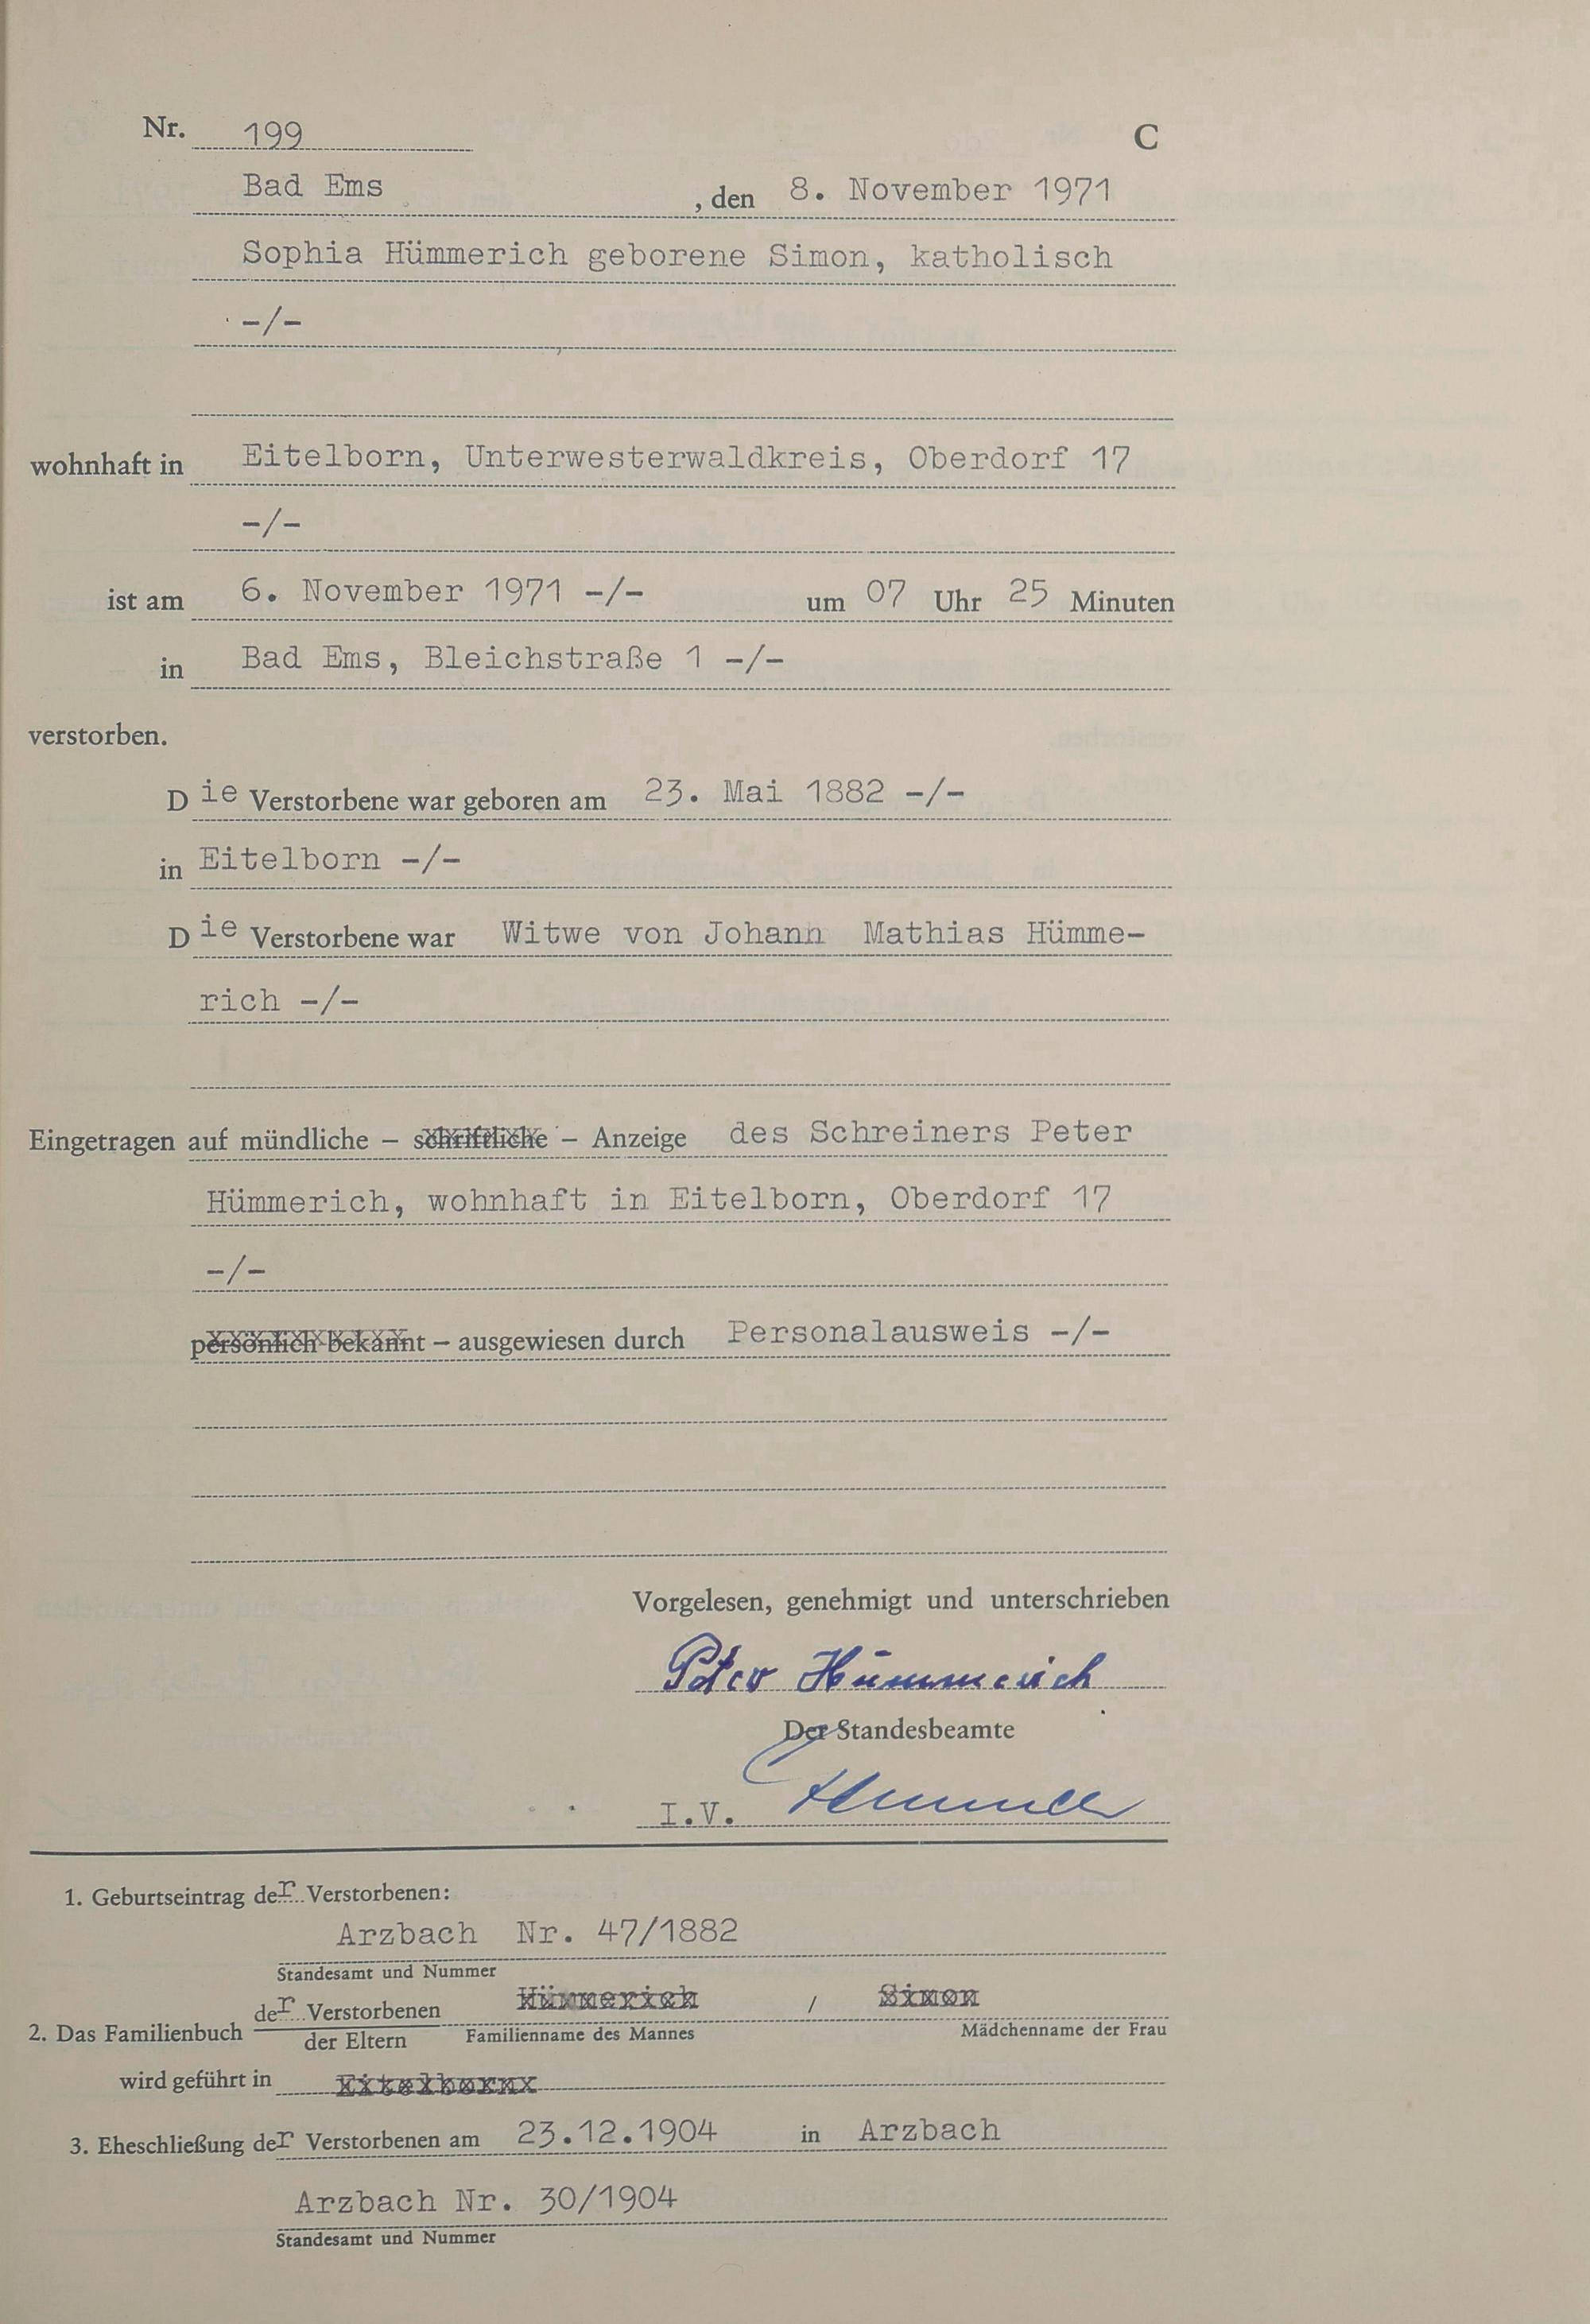 Nr. 199 C
Bad Ems , den 8. November 1971
Sophia Hümmerich geborene Simon, katholisch
-/-
wohnhaft in Eitelborn, Unterwesterwaldkreis, Oberdorf 17
-/-
ist am 6. November 1971 -/- um 07 Uhr 25 Minuten
in Bad Ems, Bleichstraße 1 -/-
verstorben.
Die Verstorbene war geboren am 23. Mai 1882 -/-
in Eitelborn -/-
Die Verstorbene war Witwe von Johann Mathias Hümme-
rich -/-
Eingetragen auf mündliche – schriftliche – Anzeige des Schreiners Peter
Hümmerich, wohnhaft in Eitelborn, Oberdorf 17
-/-
persönlich bekannt – ausgewiesen durch Personalausweis -/-
Vorgelesen, genehmigt und unterschrieben
Peter Hümmerich
Der Standesbeamte
I.V.
1. Geburtseintrag der Verstorbenen:
Arzbach Nr. 47/1882
Standesamt und Nummer
der Verstorbenen Hümmerich / Simon
2. Das Familienbuch der Eltern Familienname des Mannes Mädchenname der Frau
wird geführt in Eitelborn
3. Eheschließung der Verstorbenen am 23.12.1904 in Arzbach
Arzbach Nr. 30/1904
Standesamt und Nummer